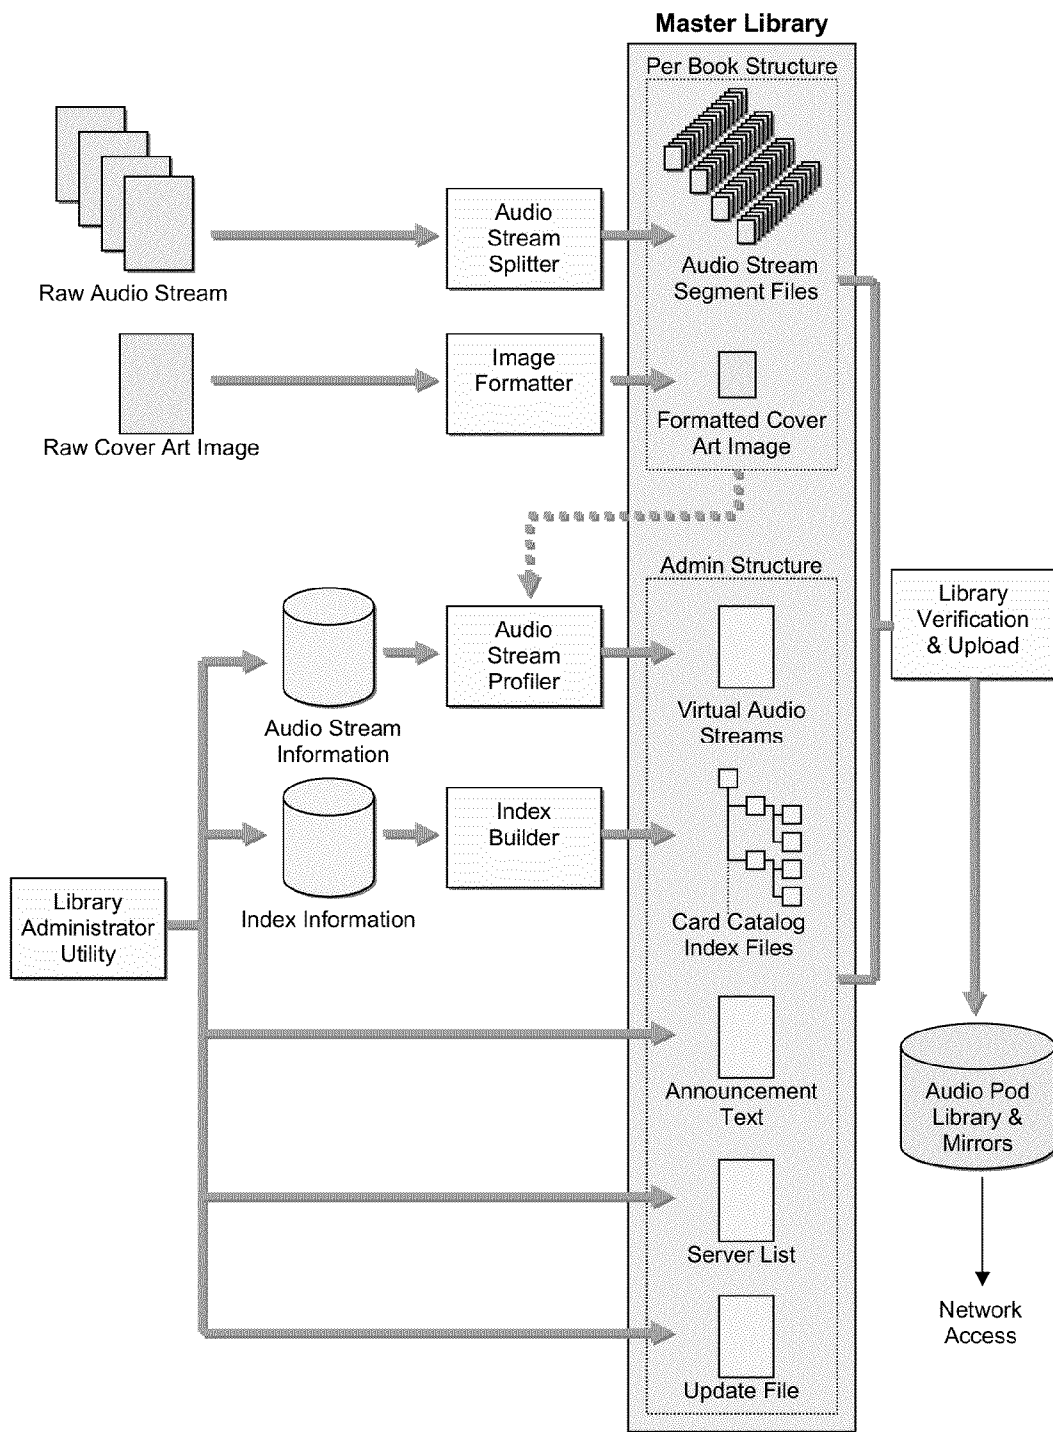 Master Library
Per Book Structure
Audio
Stream
Splitter
Audio Stream
Segment Files
Raw Audio Stream
Image
Formatter
Formatted Cover
Art Image
Raw Cover Art Image
Admin Structure
Library
Verification
& Upload
Audio
Stream
Profiler
Virtual Audio
Streams
Audio Stream
Information
Index
Builder
Library
Administrator
Utility
Index Information
Card Catalog
Index Files
Announcement
Text
Audio Pod
Library &
Mirrors
Server List
Network
Access
Update File